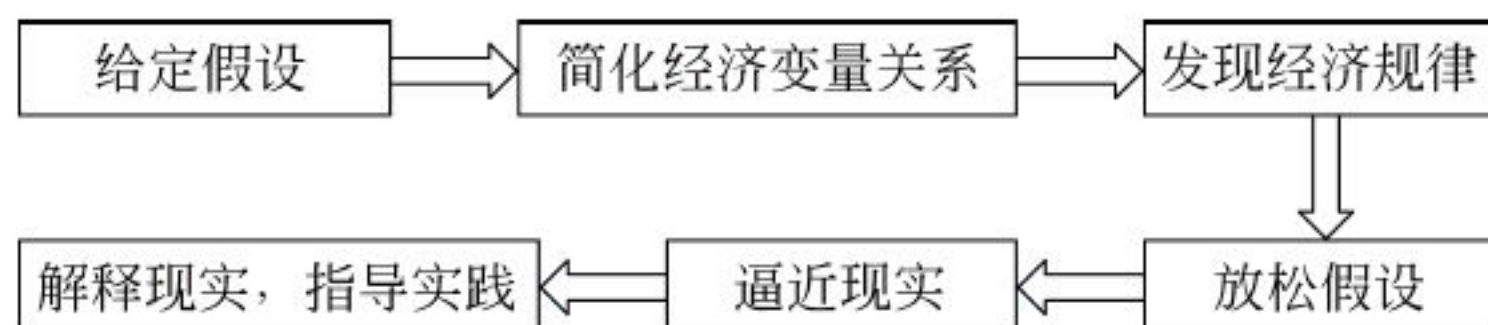 给定假设
简化经济变量关系
发现经济规律
放松假设
逼近现实
解释现实，指导实践